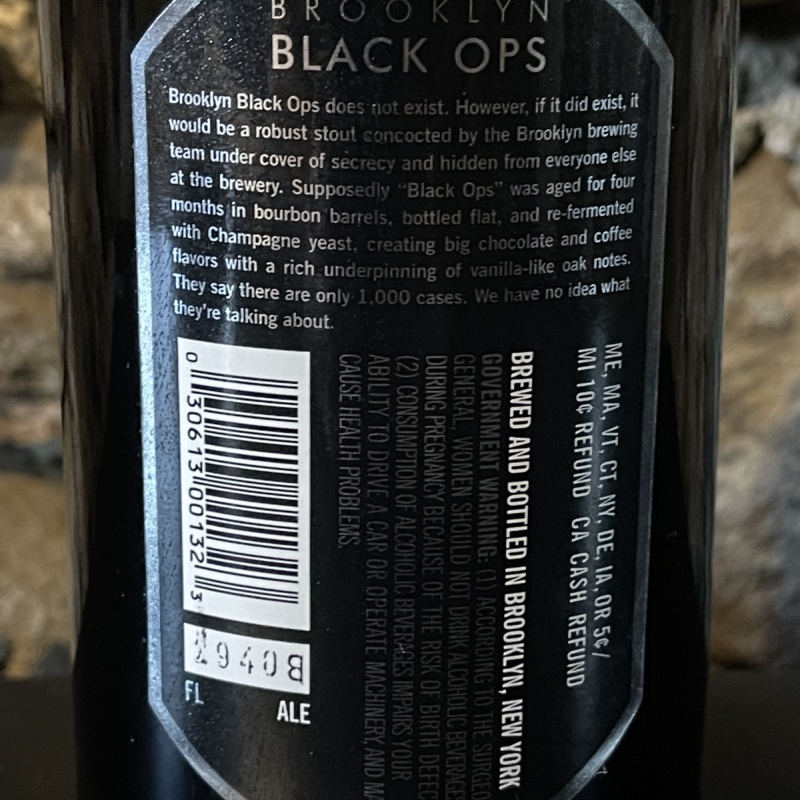 BROOKLYN
BLACK OPS
Brooklyn Black Ops does not exist. However, if it did exist, it
would be a robust stout concocted by the Brooklyn brewing
team under cover of secrecy and hidden from everyone else
at the brewery. Supposedly “Black Ops” was aged for four
months in bourbon barrels, bottled flat, and re-fermented
with Champagne yeast, creating big chocolate and coffee
flavors with a rich underpinning of vanilla-like oak notes.
They say there are only 1,000 cases. We have no idea what
they're talking about.
ME, MA, VT, CT, NY, DE, IA, OR 5¢/
MI 10¢ REFUND CA CASH REFUND
BREWED AND BOTTLED IN BROOKLYN, NEW YORK
GOVERNMENT WARNING: (1) ACCORDING TO THE SURGEO
GENERAL, WOMEN SHOULD NOT DRINK ALCOHOLIC BEVERAGES
DURING PREGNANCY BECAUSE OF THE RISK OF BIRTH DEFEC
(2) CONSUMPTION OF ALCOHOLIC BEVERAGES IMPAIRS YOUR
ABILITY TO DRIVE A CAR OR OPERATE MACHINERY AND MA
CAUSE HEALTH PROBLEMS.
0 30613 00132 3
FL
ALE